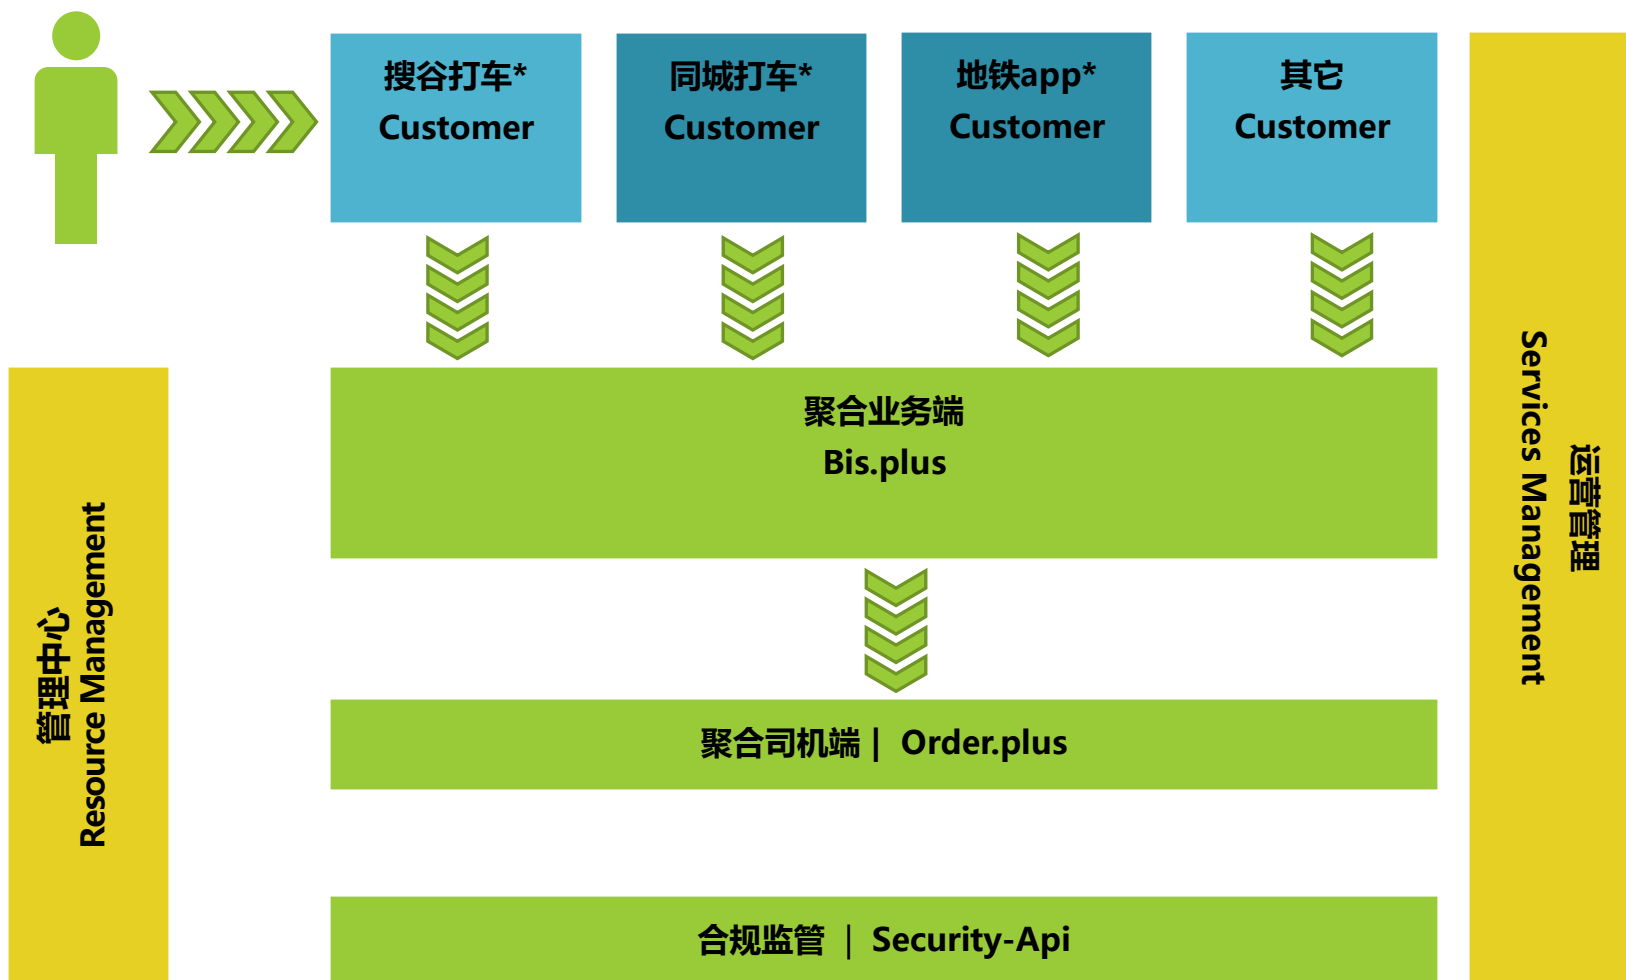 搜谷打车*
Customer
同城打车*
Customer
地铁app*
Customer
其它
Customer
聚合业务端
Bis.plus
聚合司机端 | Order.plus
合规监管 | Security-Api
管理中心
Resource Management
运营管理
Services Management